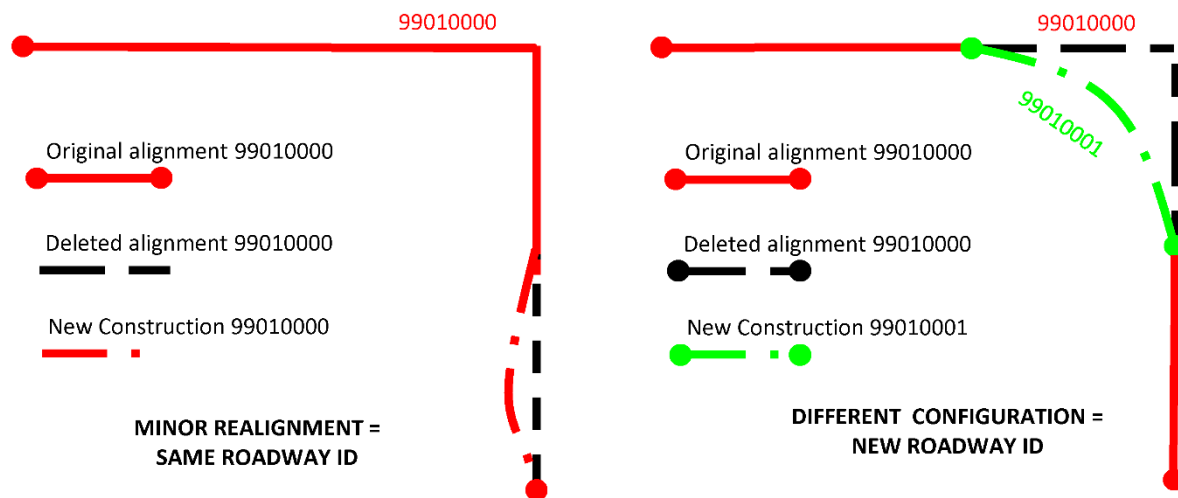 99010000
Original alignment 99010000
Deleted alignment 99010000
New Construction 99010000
MINOR REALIGNMENT =
SAME ROADWAY ID
99010000
99010001
Original alignment 99010000
Deleted alignment 99010000
New Construction 99010001
DIFFERENT CONFIGURATION =
NEW ROADWAY ID